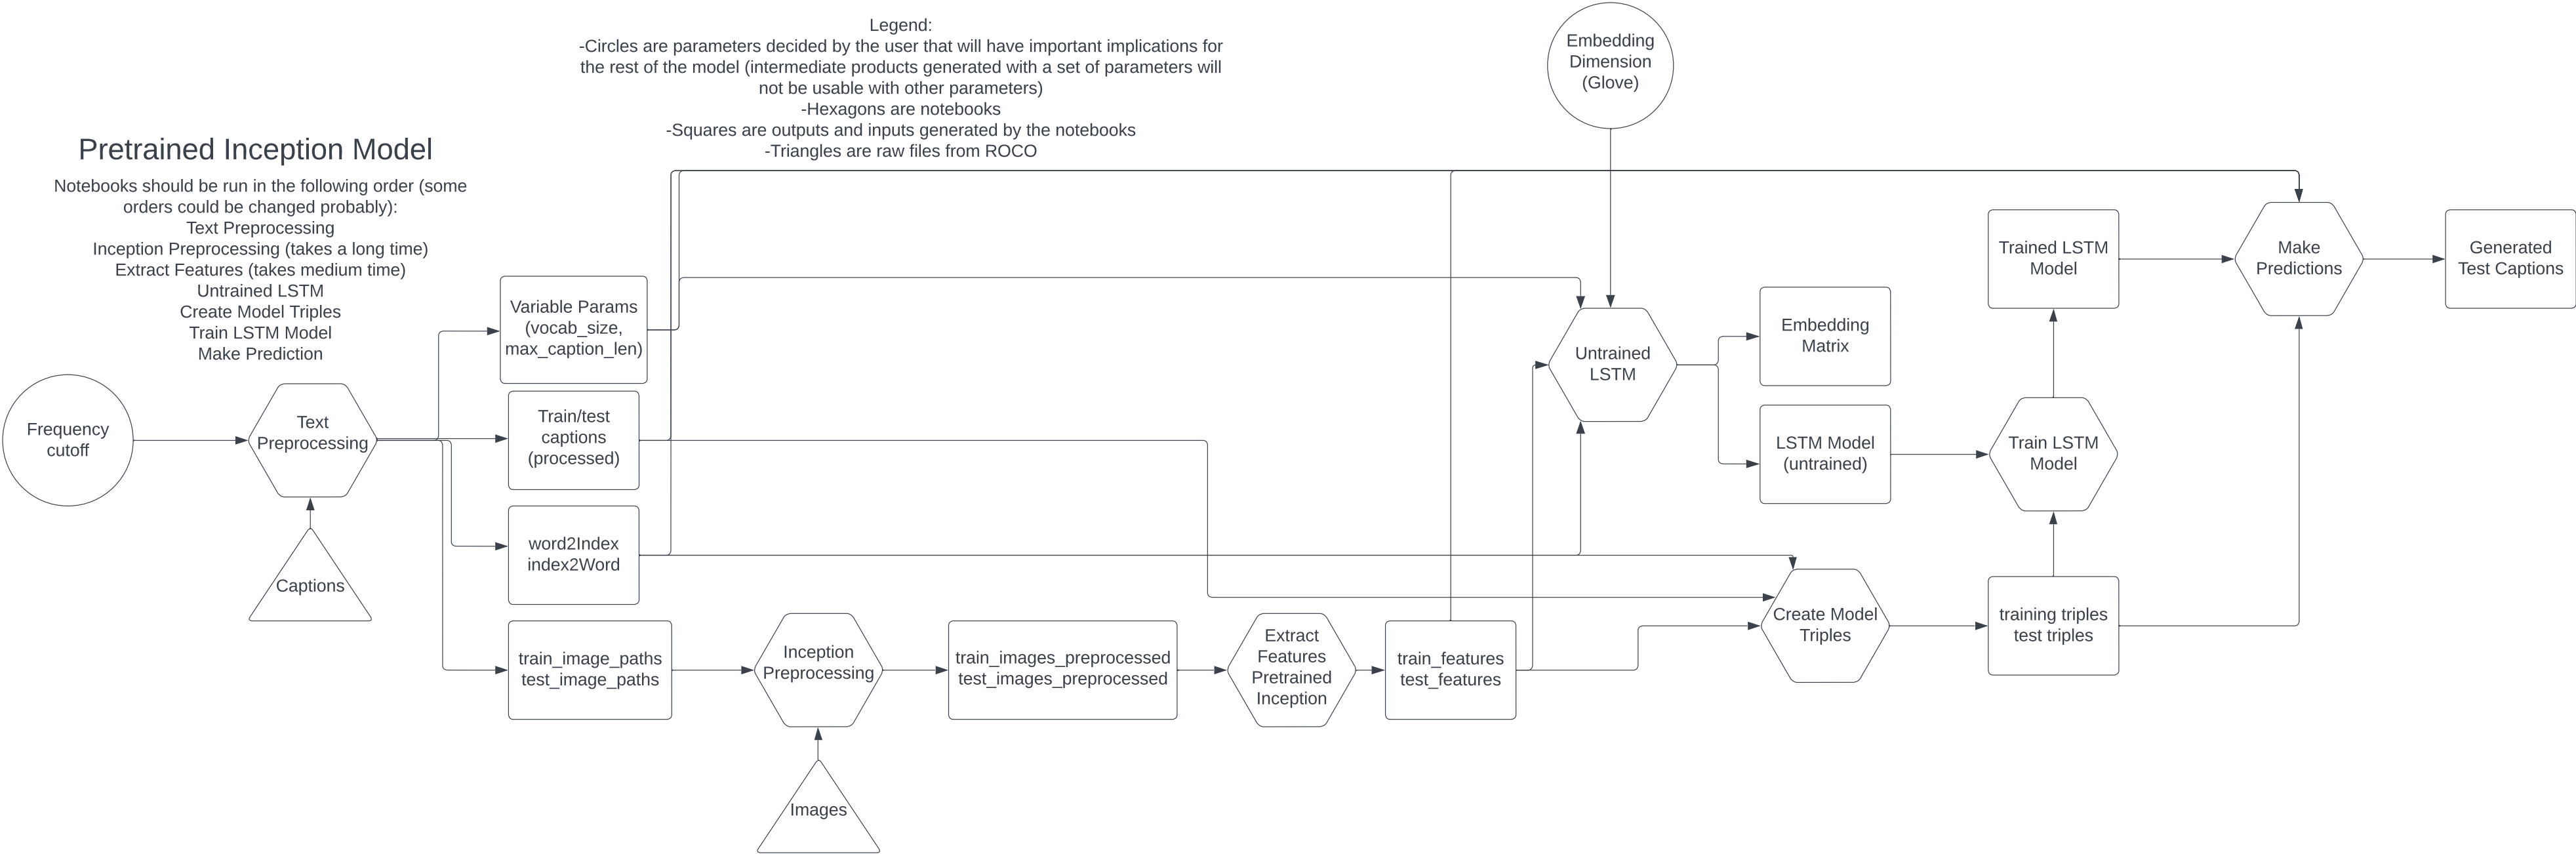 Legend:
-Circles are parameters decided by the user that will have important implications for
the rest of the model (intermediate products generated with a set of parameters will
not be usable with other parameters)
-Hexagons are notebooks
-Squares are outputs and inputs generated by the notebooks
-Triangles are raw files from ROCO
Embedding
Dimension
(Glove)
Pretrained Inception Model
Notebooks should be run in the following order (some
orders could be changed probably):
Text Preprocessing
Inception Preprocessing (takes a long time)
Extract Features (takes medium time)
Untrained LSTM
Create Model Triples
Train LSTM Model
Make Prediction
Frequency
cutoff
Text
Preprocessing
Captions
Variable Params
(vocab_size,
max_caption_len)
Train/test
captions
(processed)
word2Index
index2Word
train_image_paths
test_image_paths
Inception
Preprocessing
Images
train_images_preprocessed
test_images_preprocessed
Extract
Features
Pretrained
Inception
train_features
test_features
Untrained
LSTM
Embedding
Matrix
LSTM Model
(untrained)
Create Model
Triples
Trained LSTM
Model
Train LSTM
Model
training triples
test triples
Make
Predictions
Generated
Test Captions